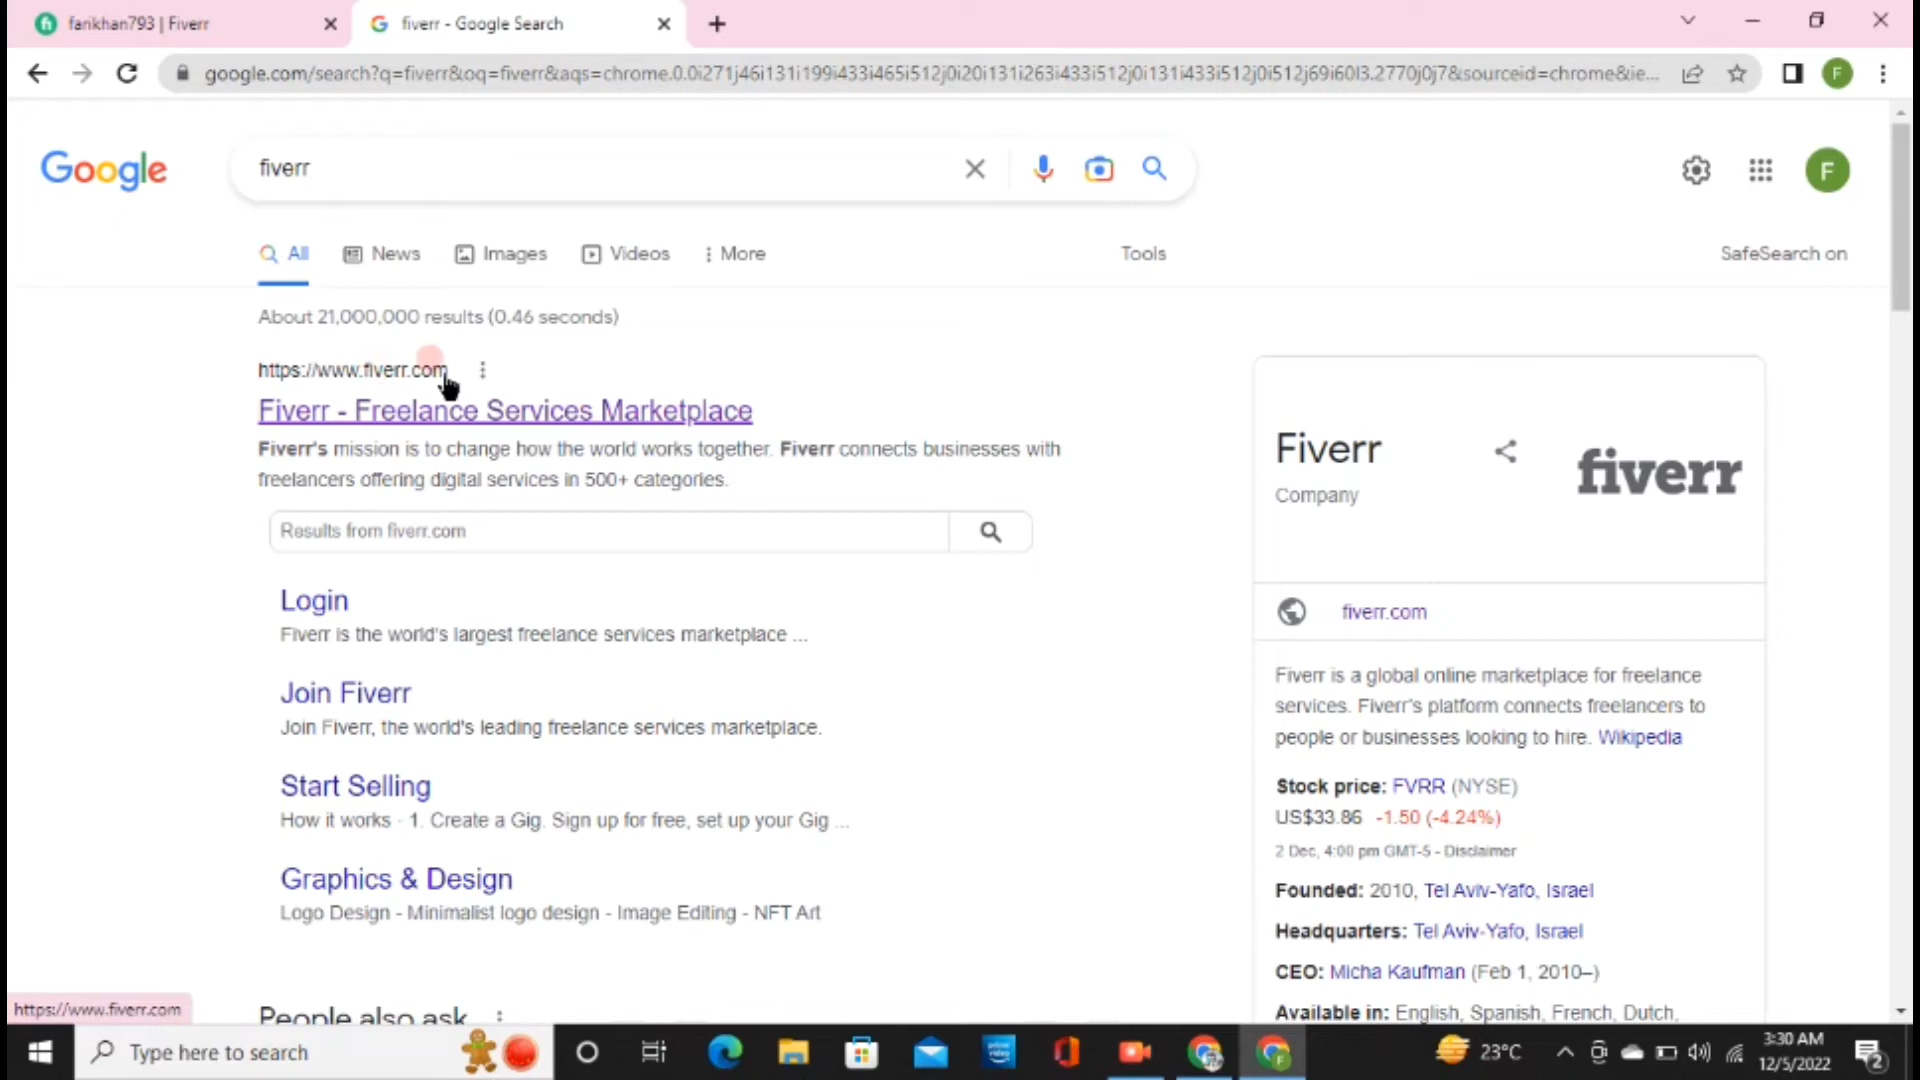 farikhan793 | Fiverr
fiverr - Google Search
google.com/search?q=fiverr&oq=fiverr&aqs=chrome.0.0i271j46i131i199i433i465i512j0i20i131i263i433i512j0i131i433i512j0i512j69i60l3.2770j0j7&sourceid=chrome&ie...
F
Google
fiverr
F
All
News
Images
Videos
More
Tools
SafeSearch on
About 21,000,000 results (0.46 seconds)
https://www.fiverr.com
Fiverr - Freelance Services Marketplace
Fiverr's mission is to change how the world works together. Fiverr connects businesses with
freelancers offering digital services in 500+ categories.
Results from fiverr.com
Login
Fiverr is the world's largest freelance services marketplace ...
Join Fiverr
Join Fiverr, the world's leading freelance services marketplace.
Start Selling
How it works · 1. Create a Gig. Sign up for free, set up your Gig ...
Graphics & Design
Logo Design - Minimalist logo design - Image Editing - NFT Art
People also ask
Fiverr
Company
fiverr
fiverr.com
Fiverr is a global online marketplace for freelance
services. Fiverr's platform connects freelancers to
people or businesses looking to hire. Wikipedia
Stock price: FVRR (NYSE)
US$33.86 -1.50 (-4.24%)
2 Dec, 4:00 pm GMT-5 - Disclaimer
Founded: 2010, Tel Aviv-Yafo, Israel
Headquarters: Tel Aviv-Yafo, Israel
CEO: Micha Kaufman (Feb 1, 2010–)
Available in: English, Spanish, French, Dutch,
https://www.fiverr.com
Type here to search
23°C
3:30 AM
12/5/2022
2